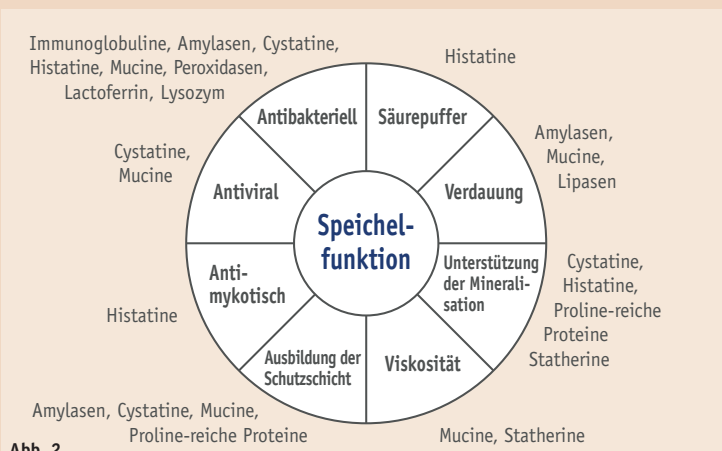 Immunoglobuline, Amylasen, Cystatine,
Histatine, Mucine, Peroxidasen,
Lactoferrin, Lysozym
Histatine
Antibakteriell
Säurepuffer
Cystatine,
Mucine
Amylasen,
Mucine,
Lipasen
Antiviral
Verdauung
Speichel-
funktion
Anti-
mykotisch
Unterstützung
der Minerali-
sation
Cystatine,
Histatine,
Proline-reiche
Proteine
Statherine
Histatine
Ausbildung der
Schutzschicht
Viskosität
Amylasen, Cystatine, Mucine,
Proline-reiche Proteine
Mucine, Statherine
Abb. 2